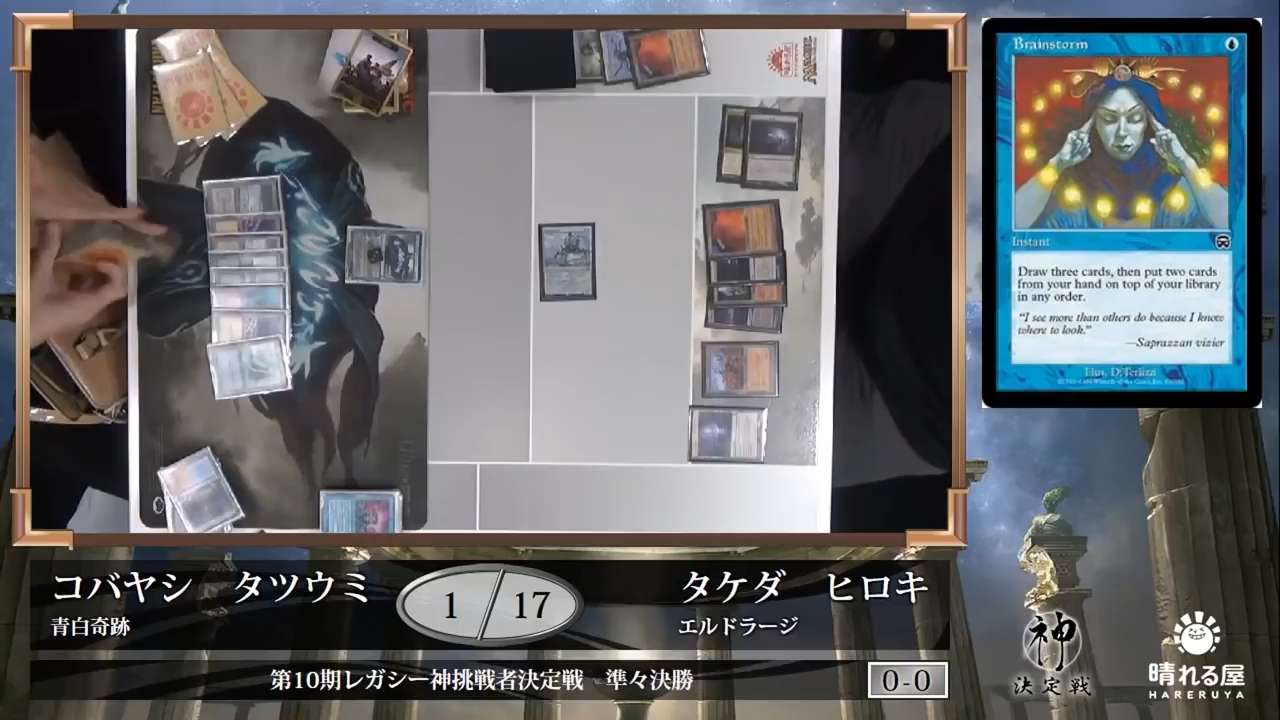 Brainstorm
Instant
Draw three cards, then put two cards
from your hand on top of your library
in any order.
“I see more than others do because I know
where to look.”
—Saprazzan vizier
Illus. D.Terlizzi
コバヤシ タツウミ
青白奇跡
1/17
タケダ ヒロキ
エルドラージ
第10期レガシー神挑戦者決定戦 準々決勝
0-0
神
決定戦
晴れる屋
HARERUYA